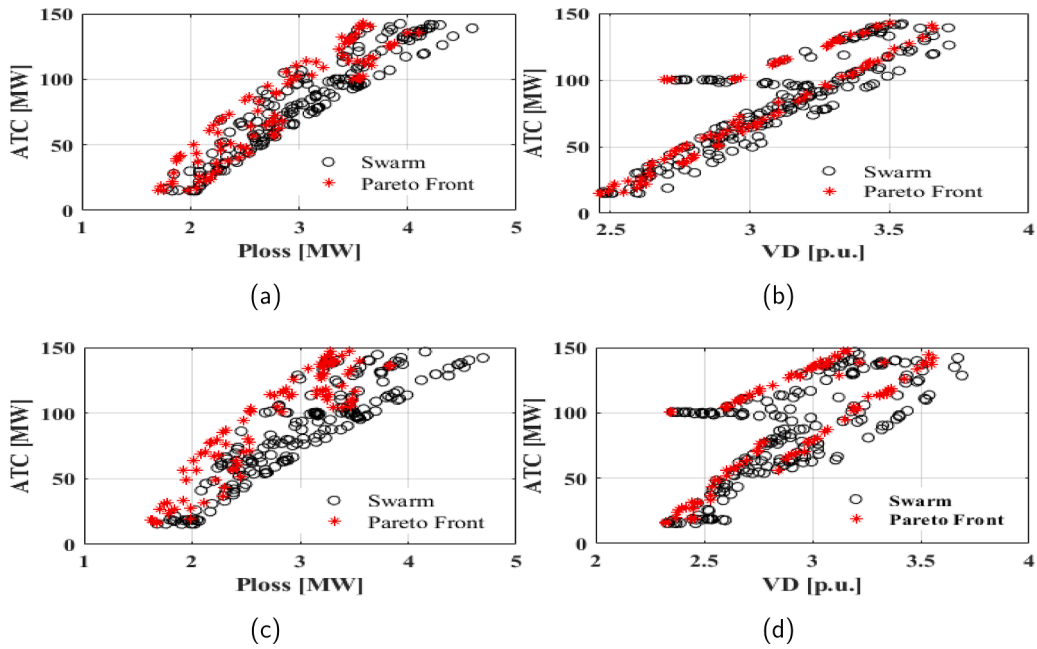 150
100
50
0
ATC [MW]
1
2
3
4
5
Ploss [MW]
Swarm
Pareto Front
(a)
150
100
50
0
ATC [MW]
2.5
3
3.5
4
VD [p.u.]
Swarm
Pareto Front
(b)
150
100
50
0
ATC [MW]
1
2
3
4
5
Ploss [MW]
Swarm
Pareto Front
(c)
150
100
50
0
ATC [MW]
2
2.5
3
3.5
4
VD [p.u.]
Swarm
Pareto Front
(d)